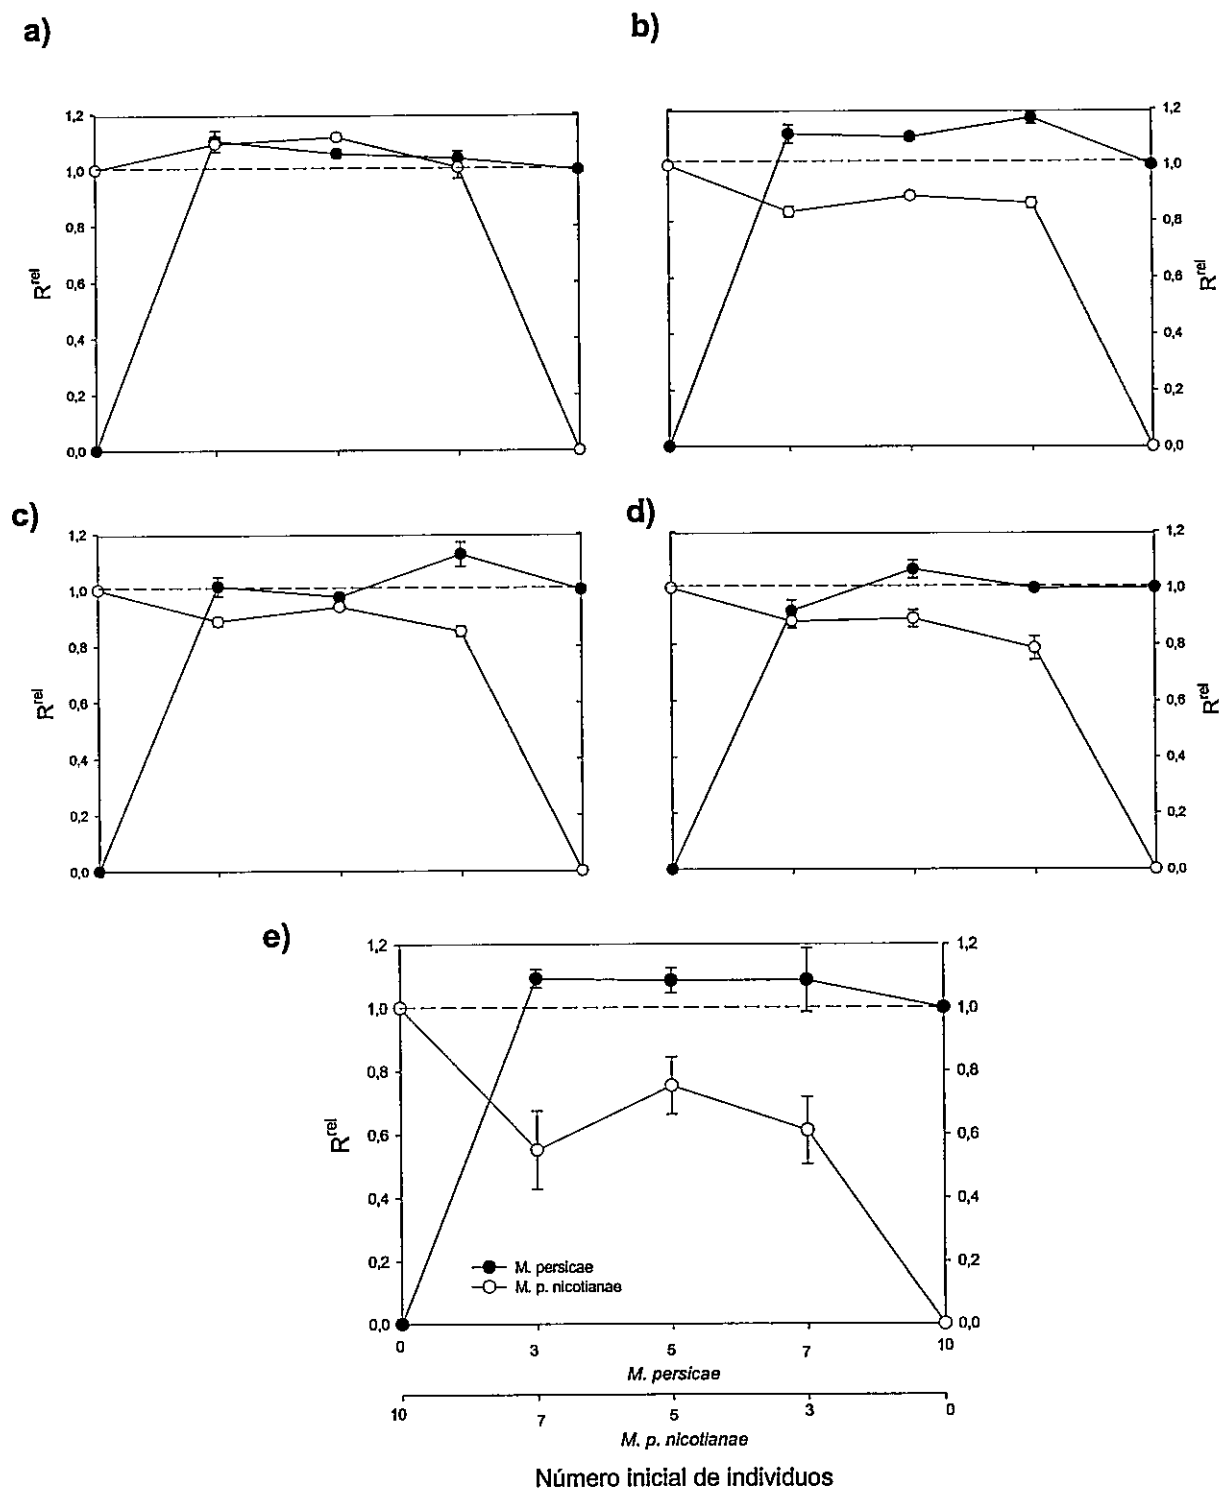 a)
b)
1,2
1,0
0,8
0,6
0,4
0,2
0,0
R^rel
1,2
1,0
0,8
0,6
0,4
0,2
0,0
R^rel
c)
d)
1,2
1,0
0,8
0,6
0,4
0,2
0,0
R^rel
1,2
1,0
0,8
0,6
0,4
0,2
0,0
R^rel
e)
1,2
1,0
0,8
0,6
0,4
0,2
0,0
R^rel
1,2
1,0
0,8
0,6
0,4
0,2
0,0
M. persicae
M. p. nicotianae
0 3 5 7 10
M. persicae
10 7 5 3 0
M. p. nicotianae
Número inicial de individuos